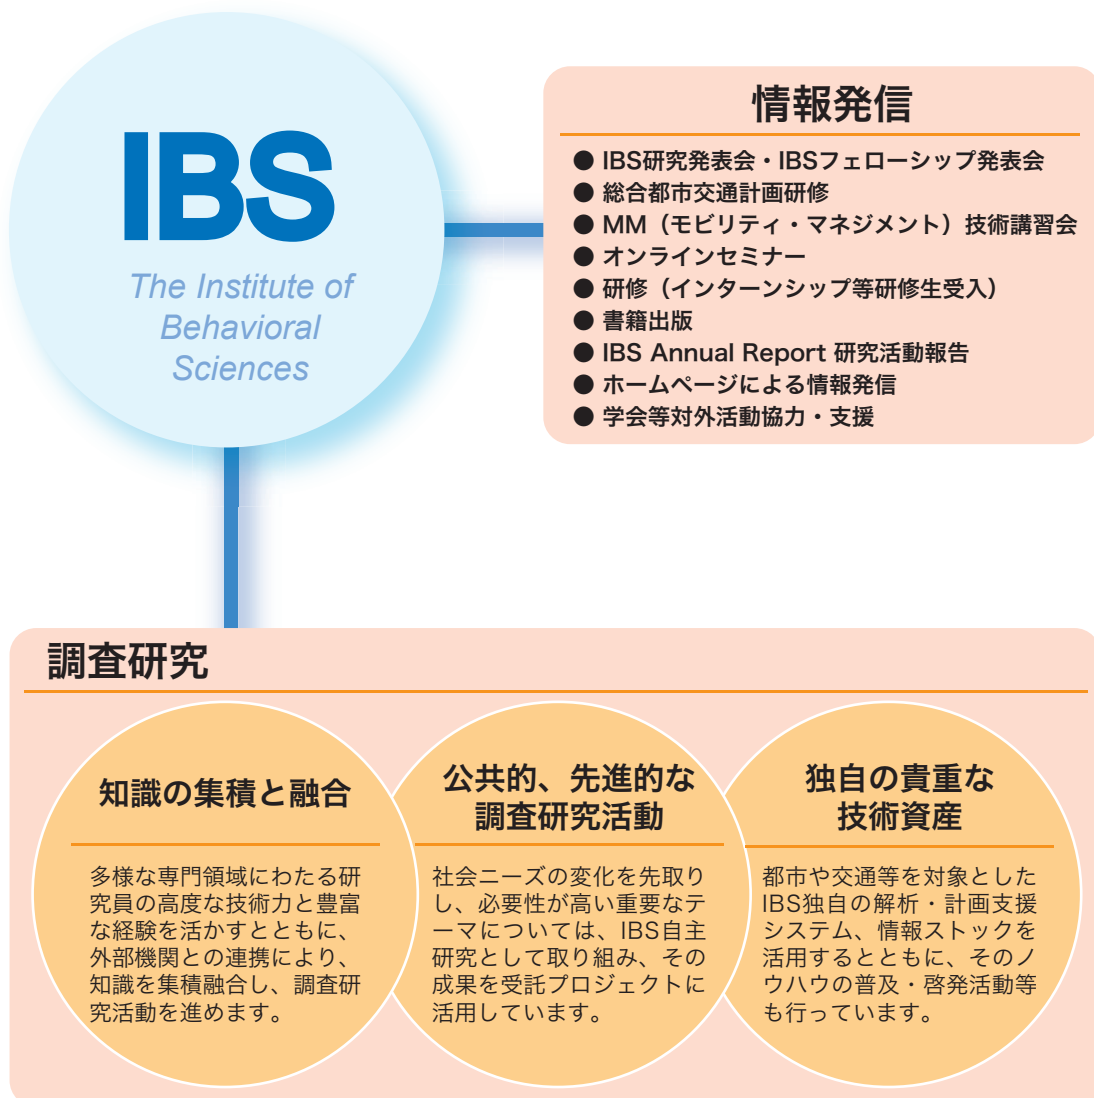 IBS
The Institute of
Behavioral
Sciences
情報発信
● IBS研究発表会・IBSフェローシップ発表会
● 総合都市交通計画研修
● MM（モビリティ・マネジメント）技術講習会
● オンラインセミナー
● 研修（インターンシップ等研修生受入）
● 書籍出版
● IBS Annual Report 研究活動報告
● ホームページによる情報発信
● 学会等対外活動協力・支援
調査研究
知識の集積と融合
多様な専門領域にわたる研
究員の高度な技術力と豊富
な経験を活かすとともに、
外部機関との連携により、
知識を集積融合し、調査研
究活動を進めます。
公共的、先進的な
調査研究活動
社会ニーズの変化を先取り
し、必要性が高い重要なテ
ーマについては、IBS自主
研究として取り組み、その
成果を受託プロジェクトに
活用しています。
独自の貴重な
技術資産
都市や交通等を対象とした
IBS独自の解析・計画支援
システム、情報ストックを
活用するとともに、そのノ
ウハウの普及・啓発活動等
も行っています。